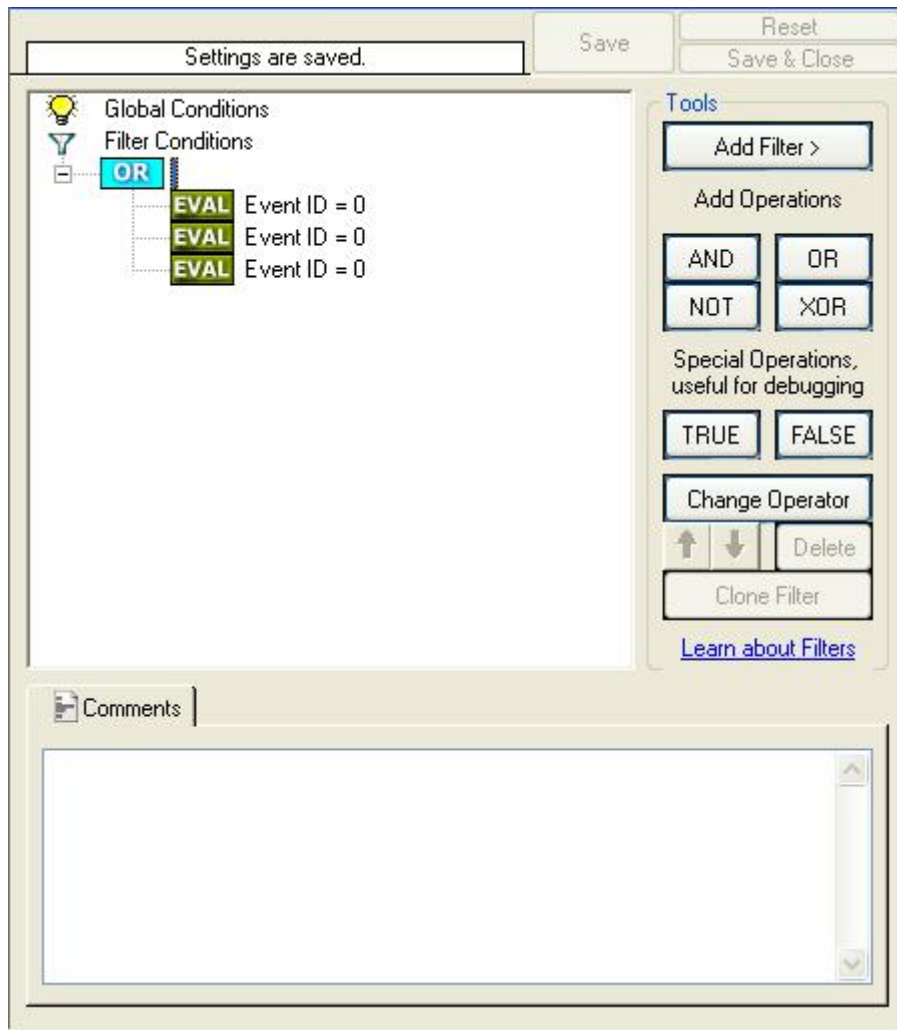 Settings are saved.
Save
Reset
Save & Close
Global Conditions
Filter Conditions
OR
EVAL Event ID = 0
EVAL Event ID = 0
EVAL Event ID = 0
Tools
Add Filter >
Add Operations
AND
OR
NOT
XOR
Special Operations,
useful for debugging
TRUE
FALSE
Change Operator
Delete
Clone Filter
Learn about Filters
Comments